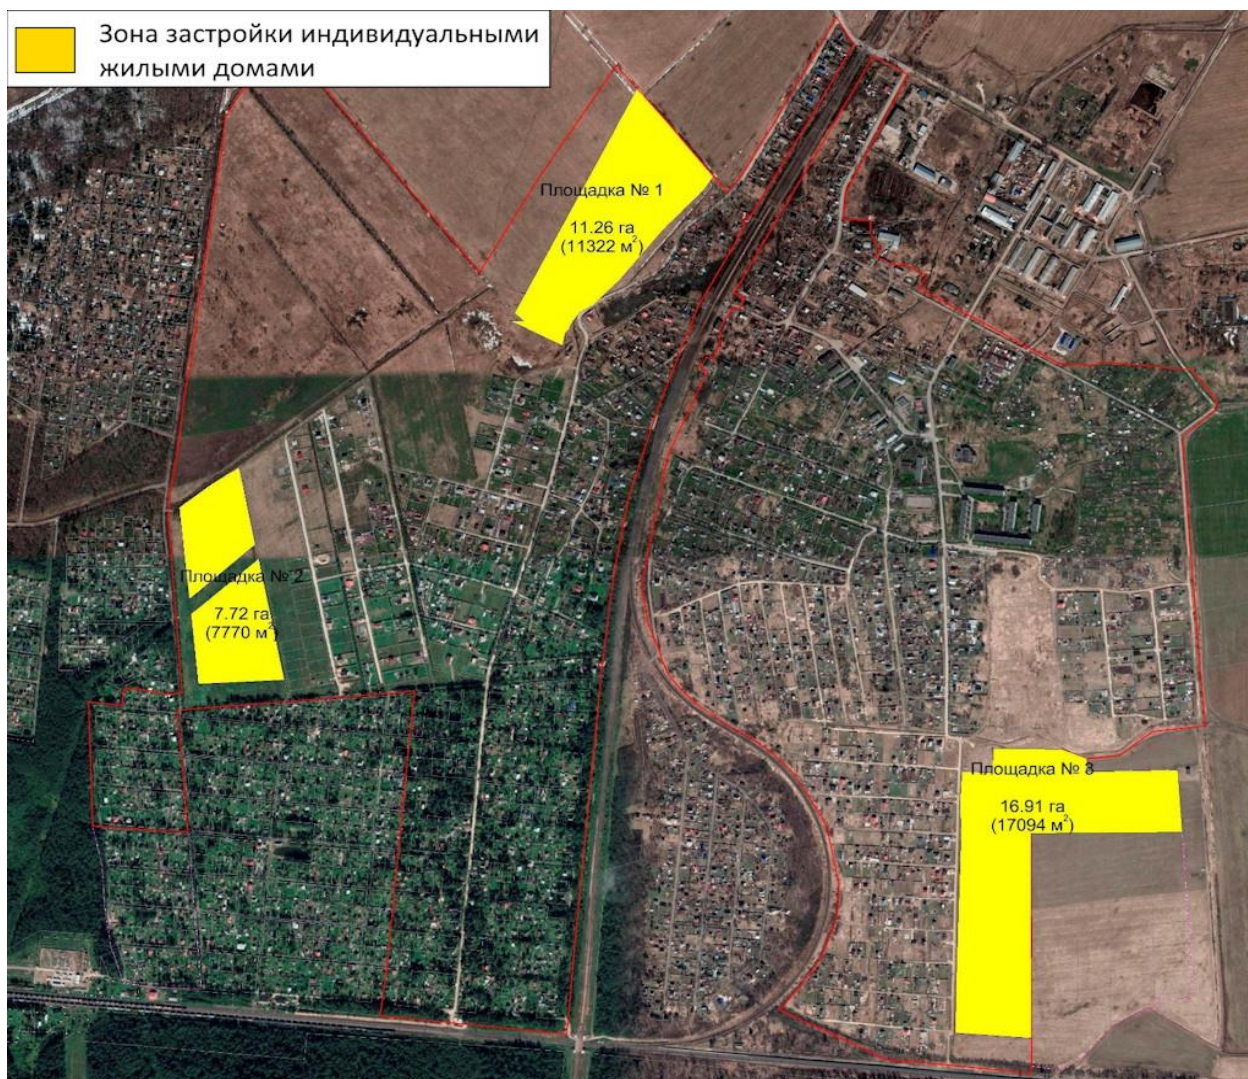 Зона застройки индивидуальными
жилыми домами
Площадка № 1
11.26 га
(11322 м²)
Площадка № 2
7.72 га
(7770 м²)
Площадка № 3
16.91 га
(17094 м²)